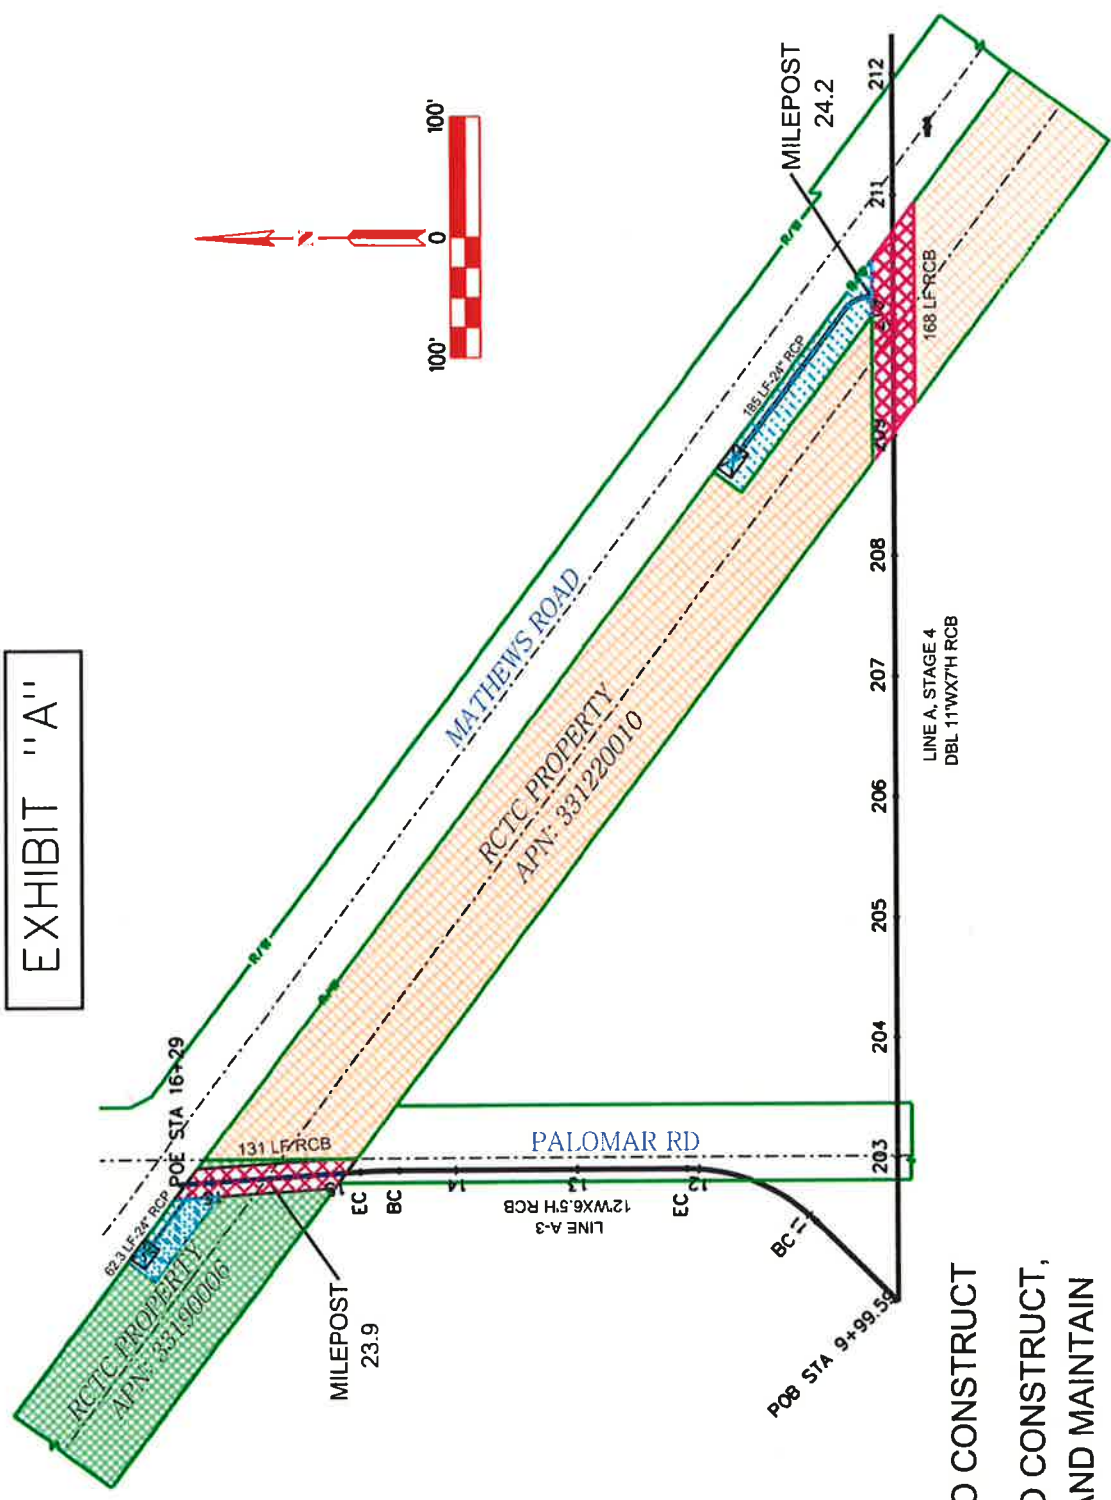 EXHIBIT "A"
100'
0
100'
MILEPOST
24.2
212
211
R/W
168 LF RCB
185 LF-24" RCP
209
208
207
206
205
204
203
LINE A, STAGE 4
DBL 11'WX7'H RCB
MATHEWS ROAD
RCTC PROPERTY
APN: 331220010
R/W
R/W
POE STA 16+29
131 LF RCB
PALOMAR RD
62.3 LF-24" RCP
RCTC PROPERTY
APN: 33190006
MILEPOST
23.9
EC
BC
14
13
12
EC
LINE A-3
12'WX6.5'H RCB
BC
11
POB STA 9+99.59
O CONSTRUCT
O CONSTRUCT,
AND MAINTAIN